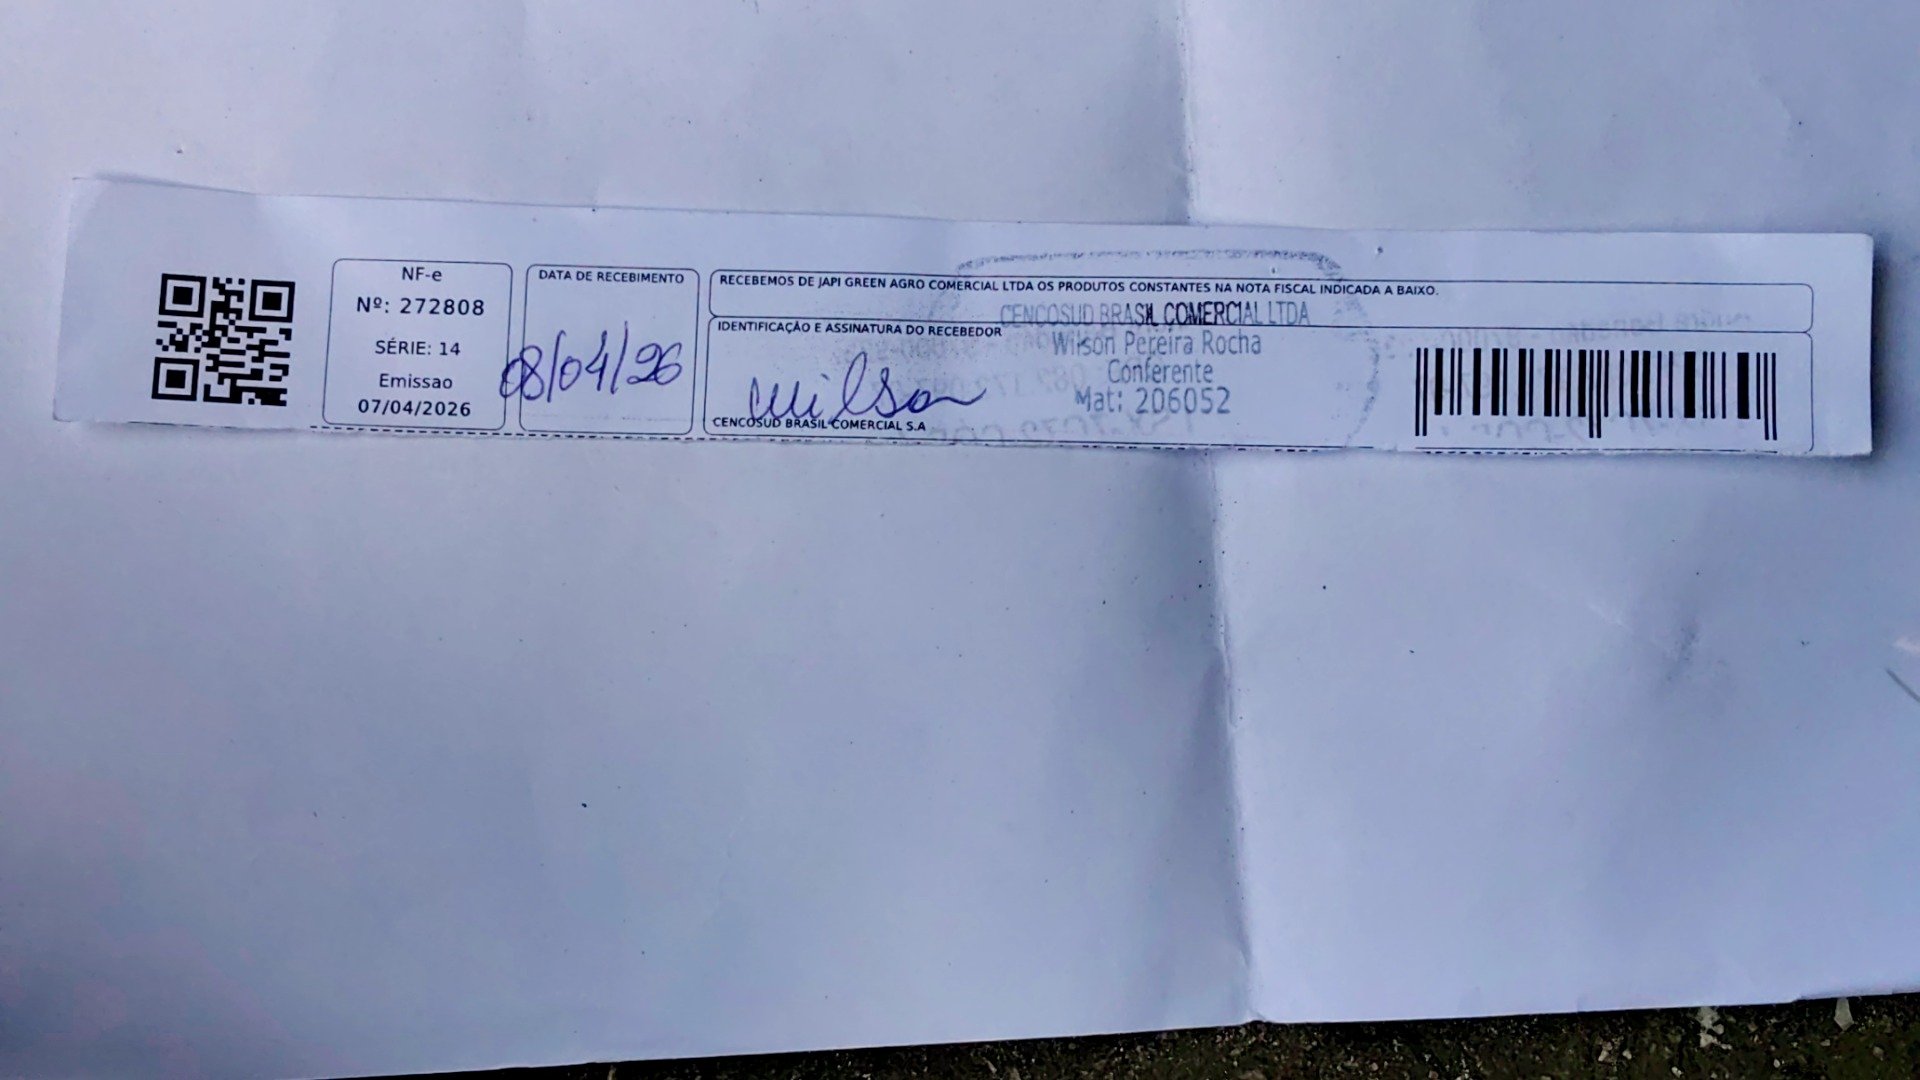 NF-e
Nº: 272808
SÉRIE: 14
Emissao
07/04/2026
DATA DE RECEBIMENTO
08/04/26
RECEBEMOS DE JAPI GREEN AGRO COMERCIAL LTDA OS PRODUTOS CONSTANTES NA NOTA FISCAL INDICADA A BAIXO.
IDENTIFICAÇÃO E ASSINATURA DO RECEBEDOR
Wilson
CENCOSUD BRASIL COMERCIAL S.A
CENCOSUD BRASIL COMERCIAL LTDA
Wilson Pereira Rocha
Conferente
Mat: 206052